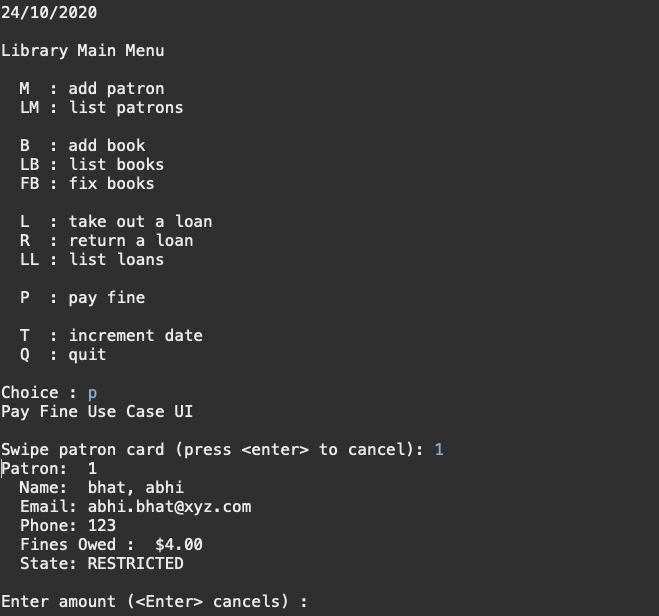 24/10/2020
Library Main Menu
M : add patron
LM : list patrons
B : add book
LB : list books
FB : fix books
L : take out a loan
R : return a loan
LL : list loans
P : pay fine
T : increment date
Q : quit
Choice : p
Pay Fine Use Case UI
Swipe patron card (press <enter> to cancel): 1
Patron: 1
Name: bhat, abhi
Email: abhi.bhat@xyz.com
Phone: 123
Fines Owed : $4.00
State: RESTRICTED
Enter amount (<Enter> cancels) :